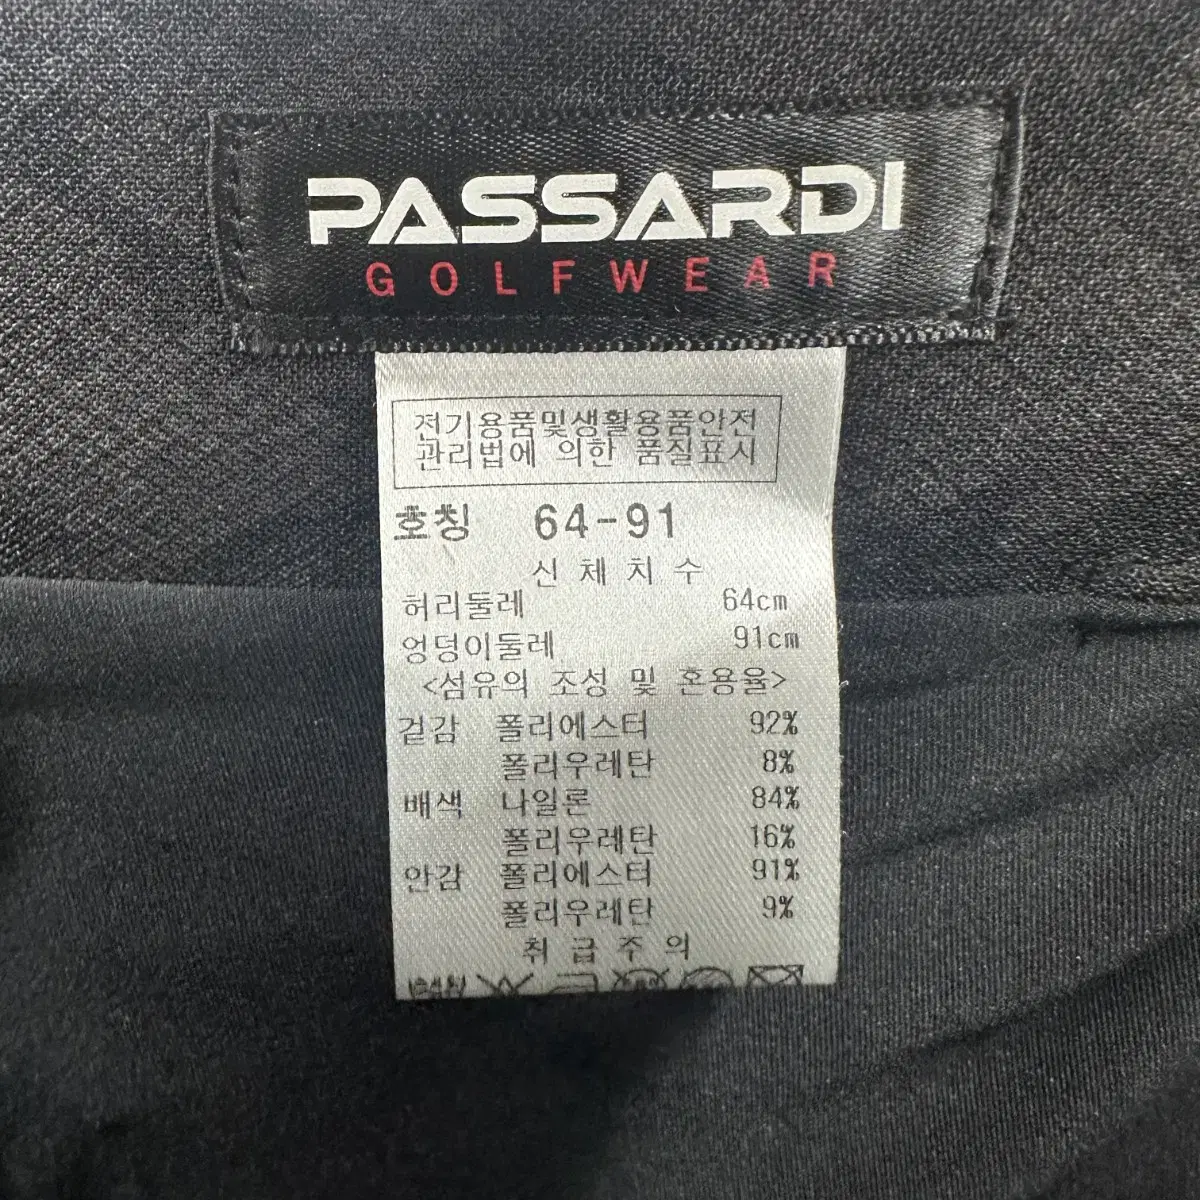 PASSARDI
GOLFWEAR
전기용품및생활용품안전
관리법에 의한 품질표시
호칭 64-91
신체치수
허리둘레 64cm
엉덩이둘레 91cm
<섬유의 조성 및 혼용율>
겉감 폴리에스터 92%
폴리우레탄 8%
배색 나일론 84%
폴리우레탄 16%
안감 폴리에스터 91%
폴리우레탄 9%
취급주의